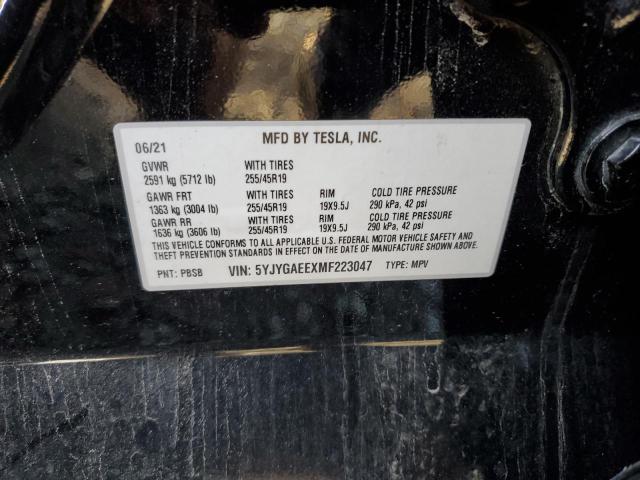 06/21 MFD BY TESLA, INC.
GVWR WITH TIRES
2591 kg (5712 lb) 255/45R19
GAWR FRT WITH TIRES RIM COLD TIRE PRESSURE
1363 kg (3004 lb) 255/45R19 19X9.5J 290 kPa, 42 psi
GAWR RR WITH TIRES RIM COLD TIRE PRESSURE
1636 kg (3606 lb) 255/45R19 19X9.5J 290 kPa, 42 psi
THIS VEHICLE CONFORMS TO ALL APPLICABLE U.S. FEDERAL MOTOR VEHICLE SAFETY AND
THEFT PREVENTION STANDARDS IN EFFECT ON THE DATE OF MANUFACTURE SHOWN ABOVE.
PNT: PBSB VIN: 5YJYGAEEXMF223047 TYPE: MPV